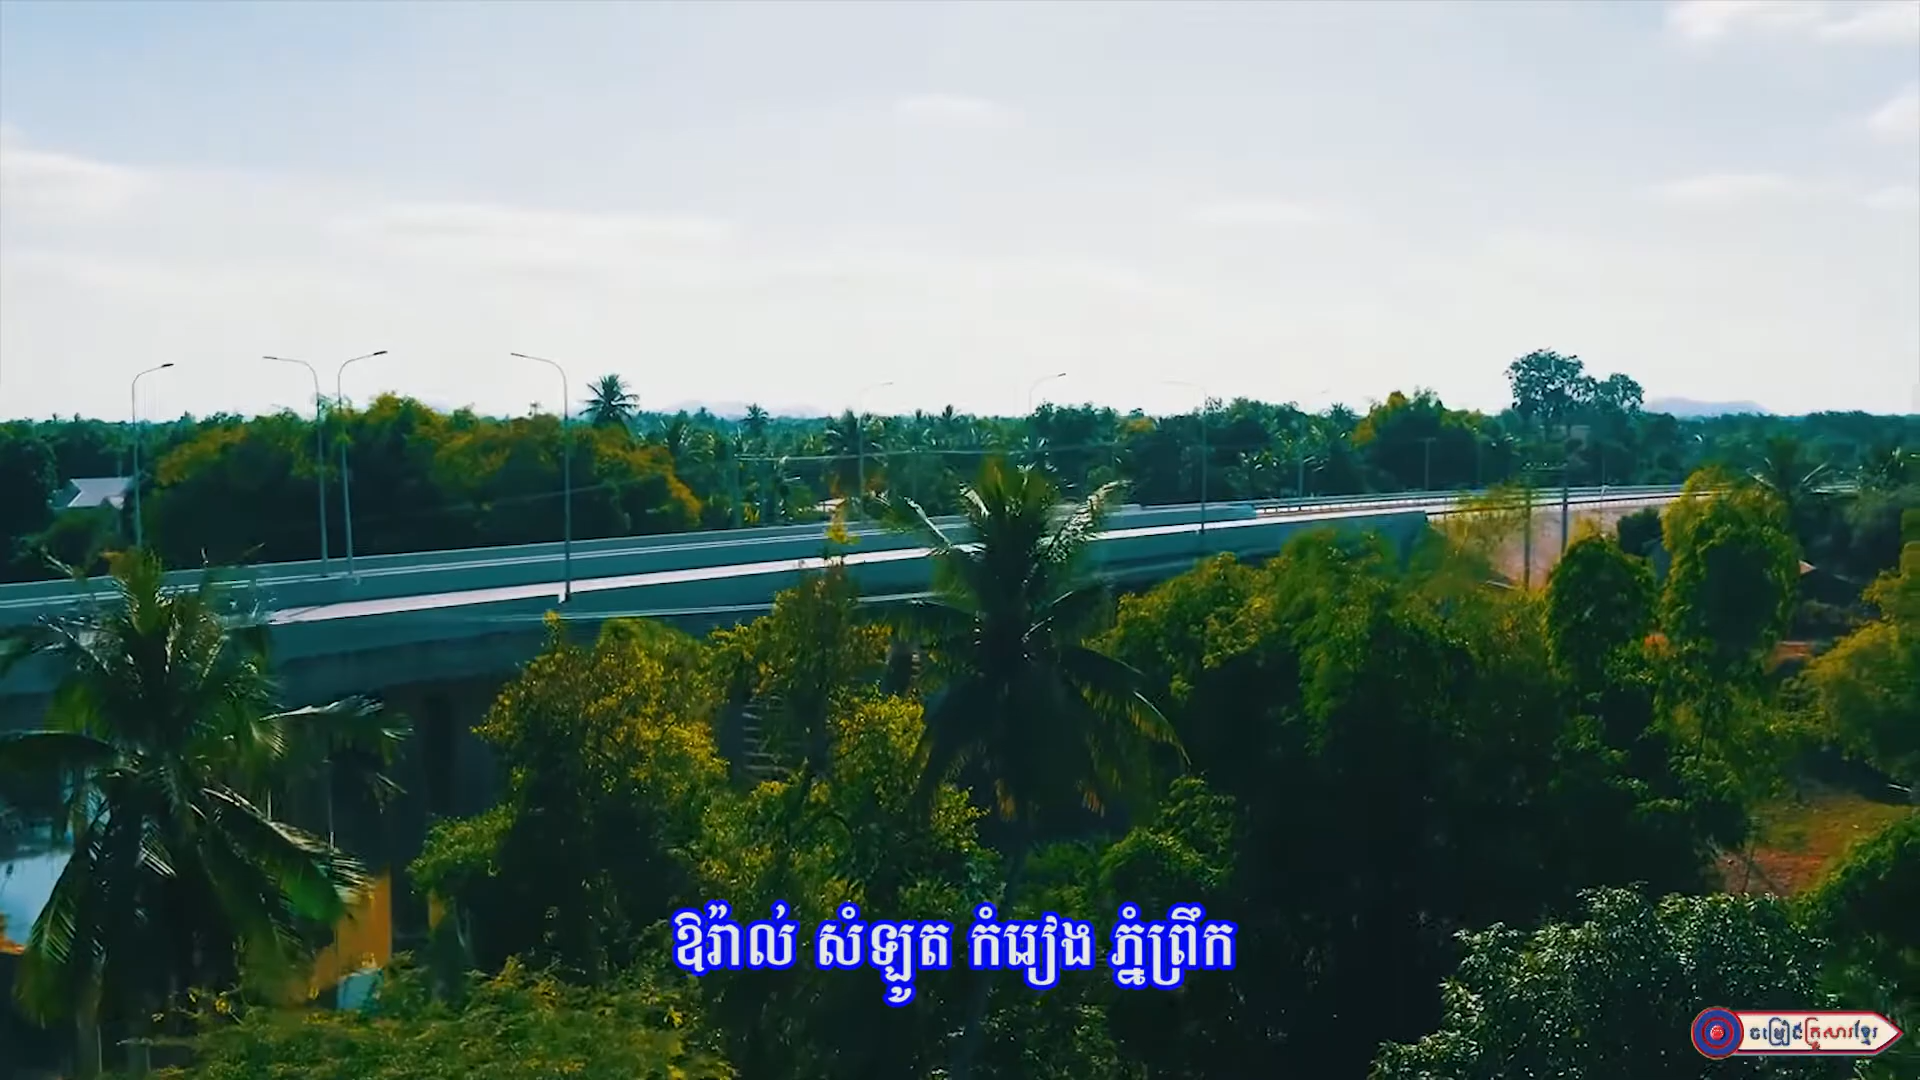 ឱរ៉ាល់ សំឡូត កំរៀង ភ្នំព្រឹក
ចម្រៀងគ្រួសារខ្មែរ